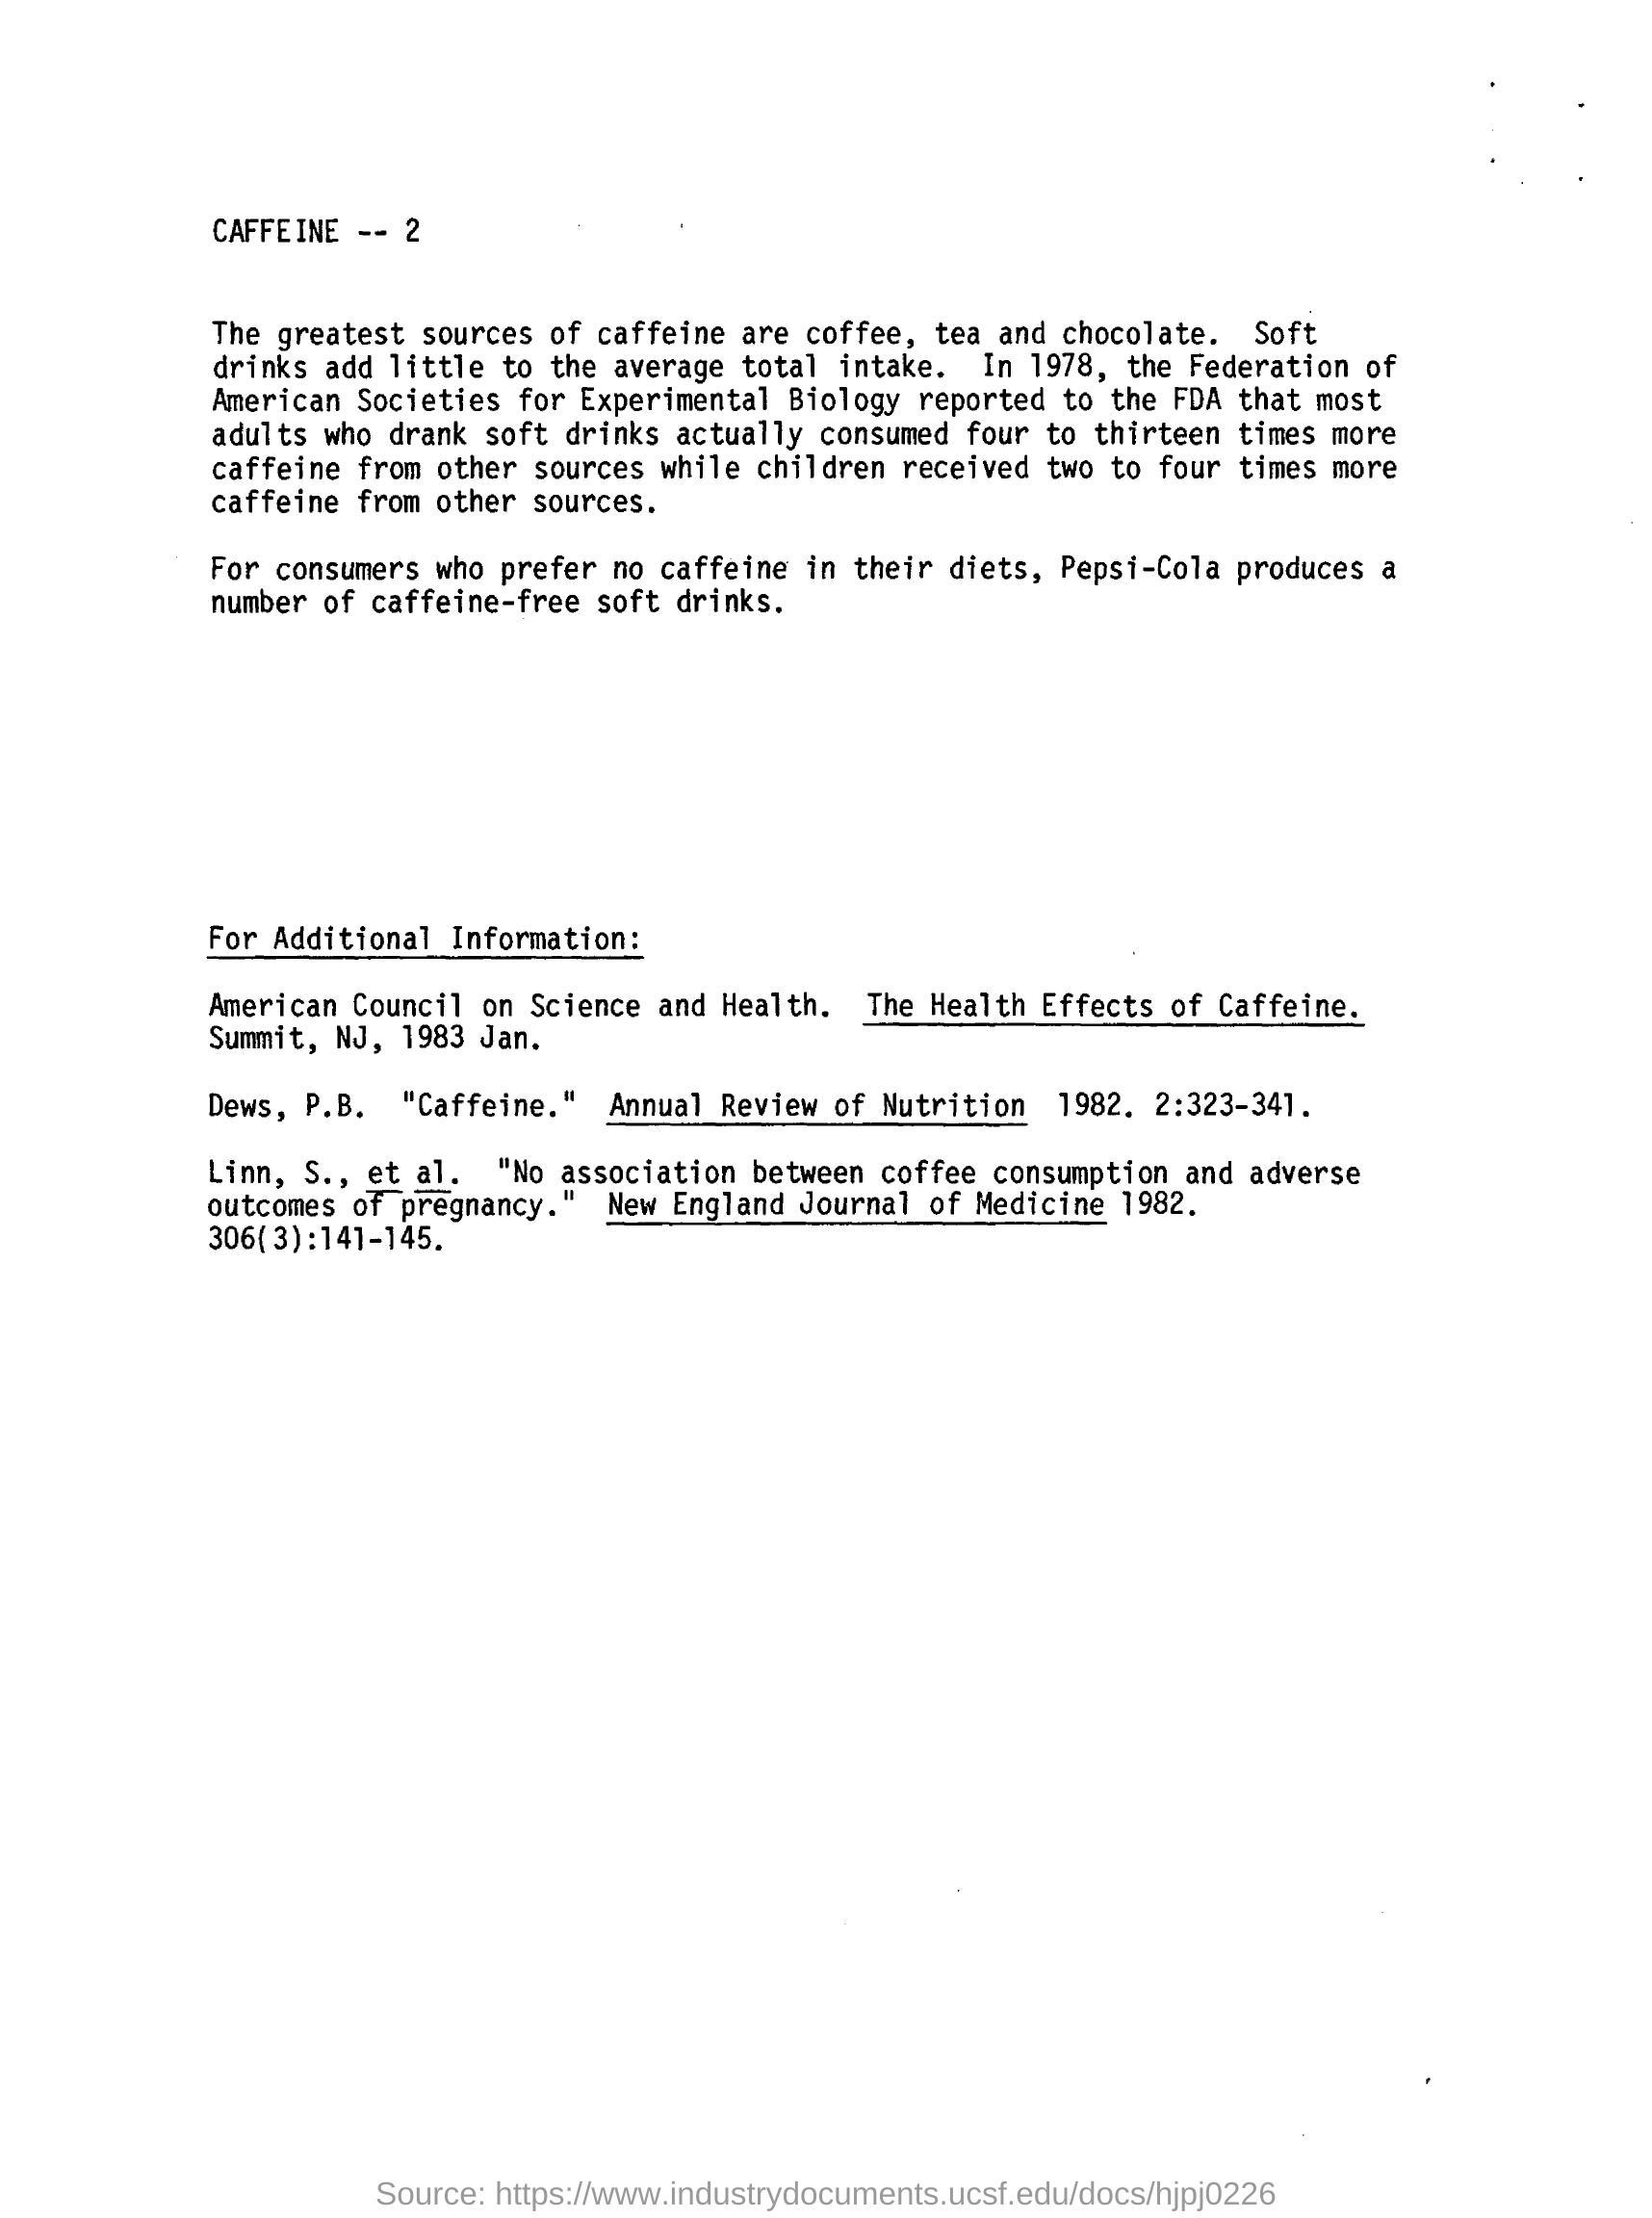 CAFFEINE -- 2
The greatest sources of caffeine are coffee, tea and chocolate. Soft
drinks add little to the average total intake. In 1978, the Federation of
American Societies for Experimental Biology reported to the FDA that most
adults who drank soft drinks actually consumed four to thirteen times more
caffeine from other sources while children received two to four times more
caffeine from other sources.
For consumers who prefer no caffeine in their diets, Pepsi-Cola produces a
number of caffeine-free soft drinks.
For Additional Information:
American Council on Science and Health. The Health Effects of Caffeine.
Summit, NJ, 1983 Jan.
Dews, P.B. "Caffeine." Annual Review of Nutrition 1982. 2:323-341.
Linn, S., et al. "No association between coffee consumption and adverse
outcomes of pregnancy." New England Journal of Medicine 1982.
306(3):141-145.
Source: https://www.industrydocuments.ucsf.edu/docs/hjpj0226